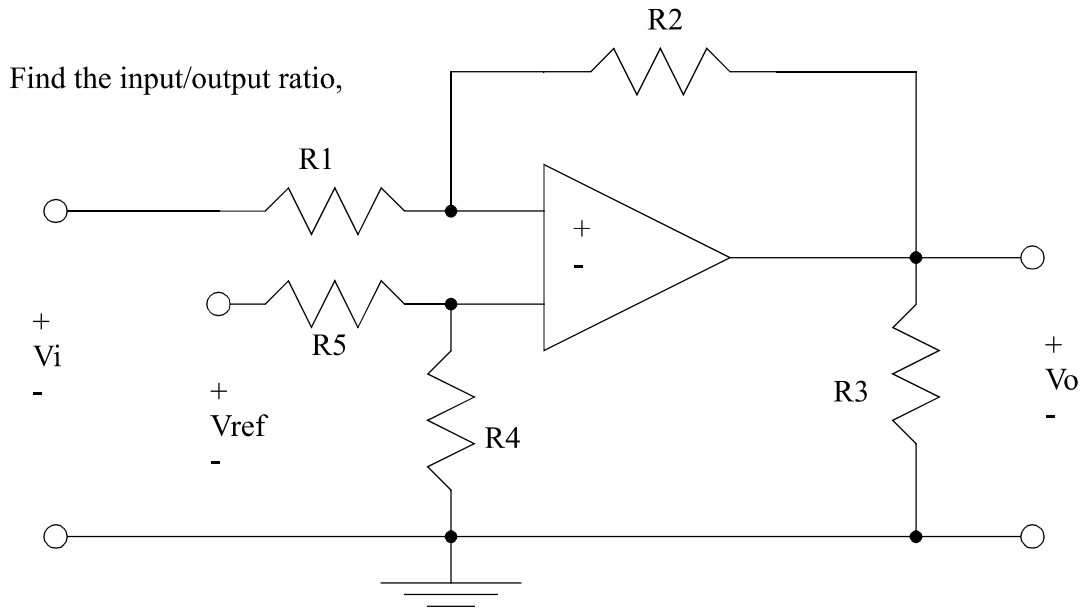 R2
Find the input/output ratio,
R1
+
-
R5
+
Vi
-
+
Vref
-
R4
R3
+
Vo
-